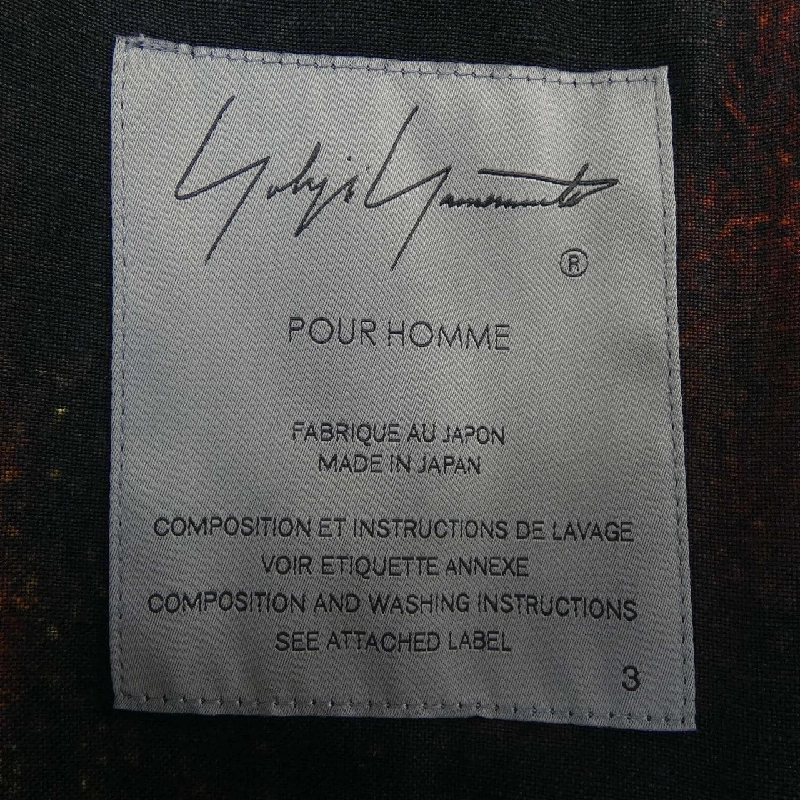 Yohji Yamamoto
®
POUR HOMME
FABRIQUE AU JAPON
MADE IN JAPAN
COMPOSITION ET INSTRUCTIONS DE LAVAGE
VOIR ETIQUETTE ANNEXE
COMPOSITION AND WASHING INSTRUCTIONS
SEE ATTACHED LABEL
3